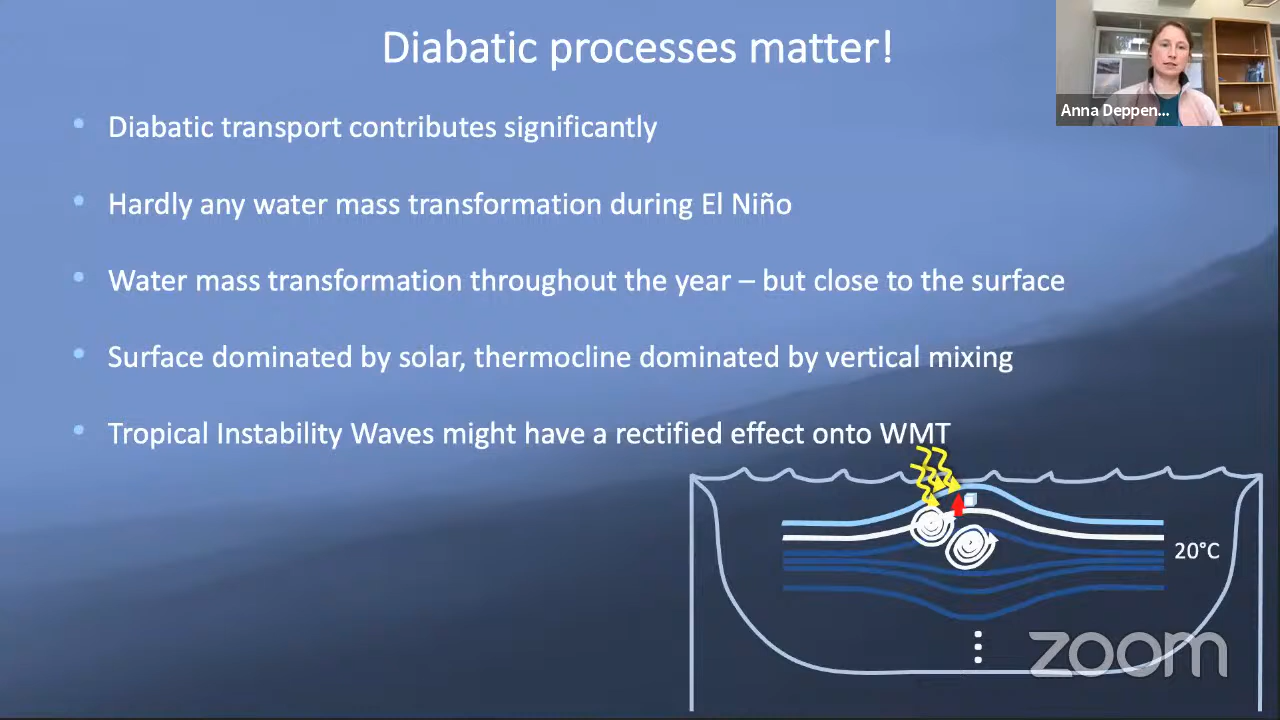 Diabatic processes matter!
Anna Deppen...
Diabatic transport contributes significantly
Hardly any water mass transformation during El Niño
Water mass transformation throughout the year – but close to the surface
Surface dominated by solar, thermocline dominated by vertical mixing
Tropical Instability Waves might have a rectified effect onto WMT
20°C
zoom